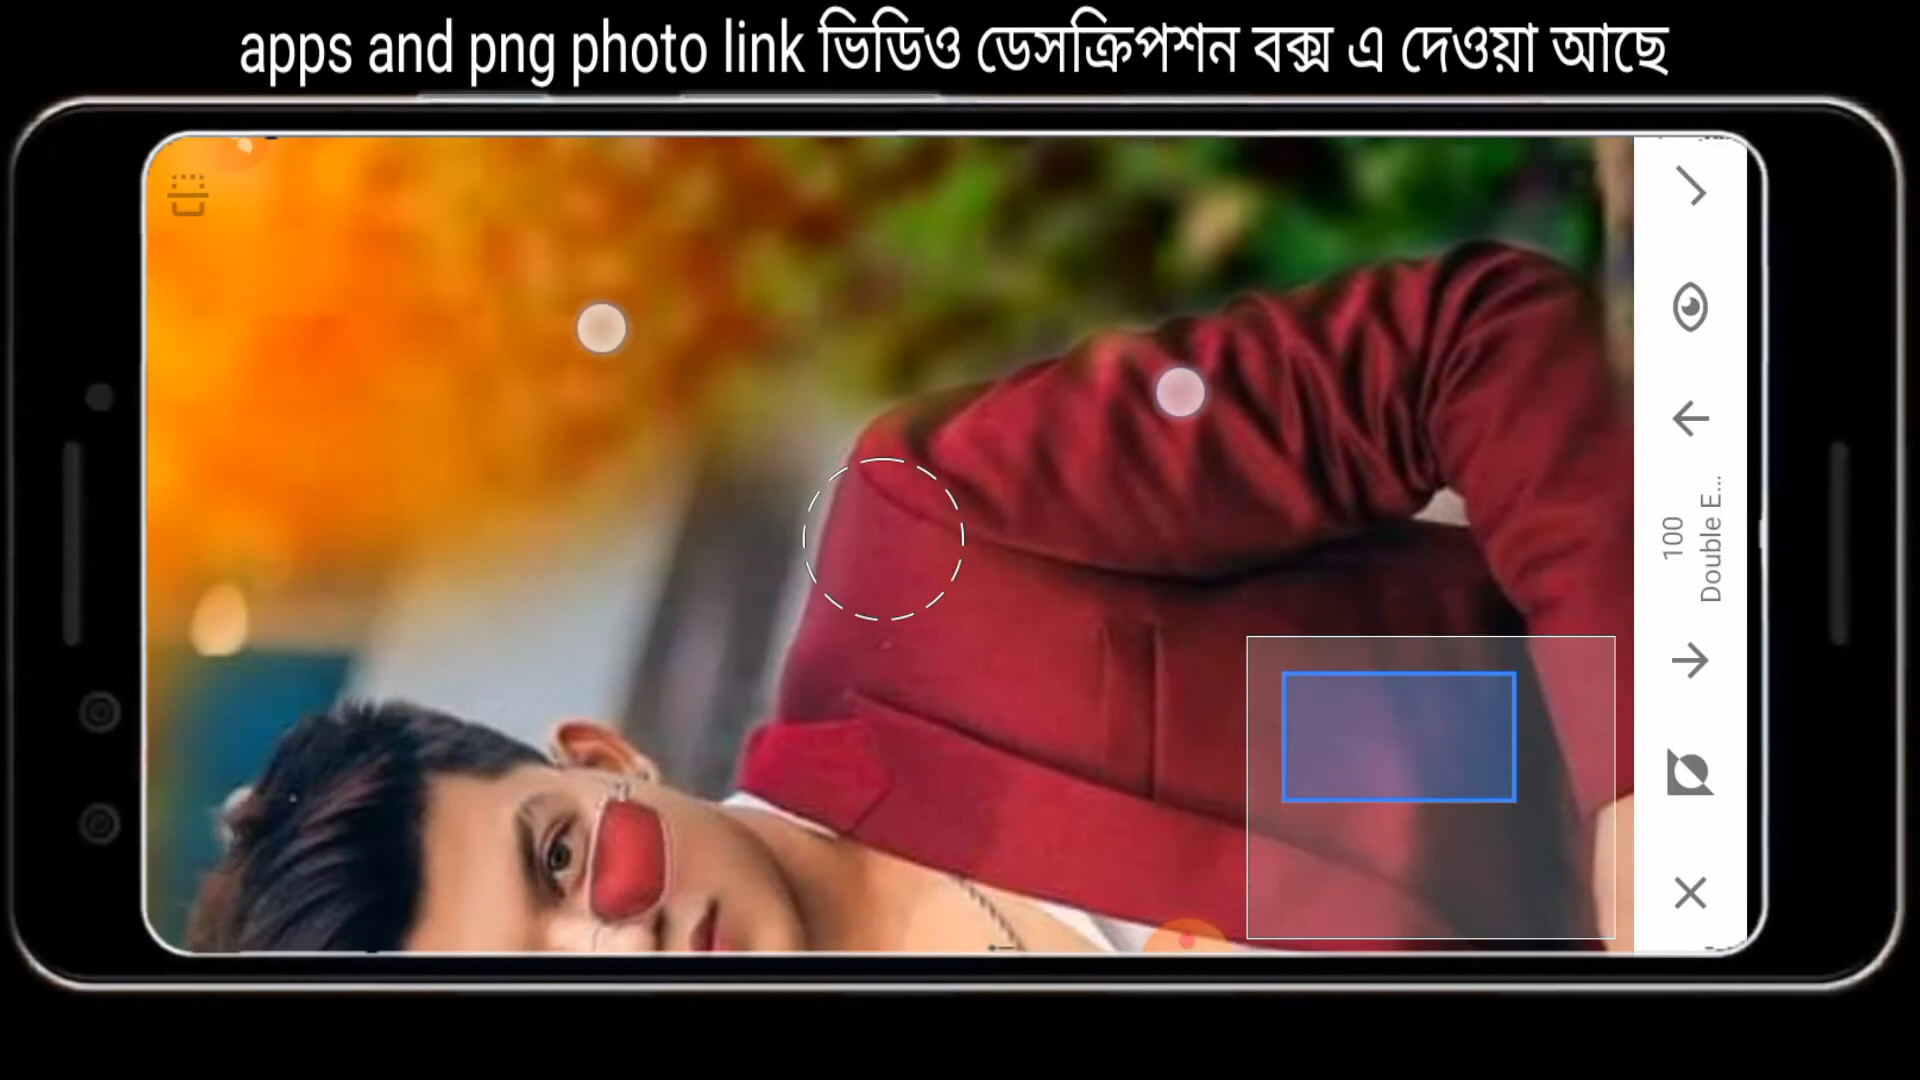 apps and png photo link ভিডিও ডেসক্রিপশন বক্স এ দেওয়া আছে
100
Double E...